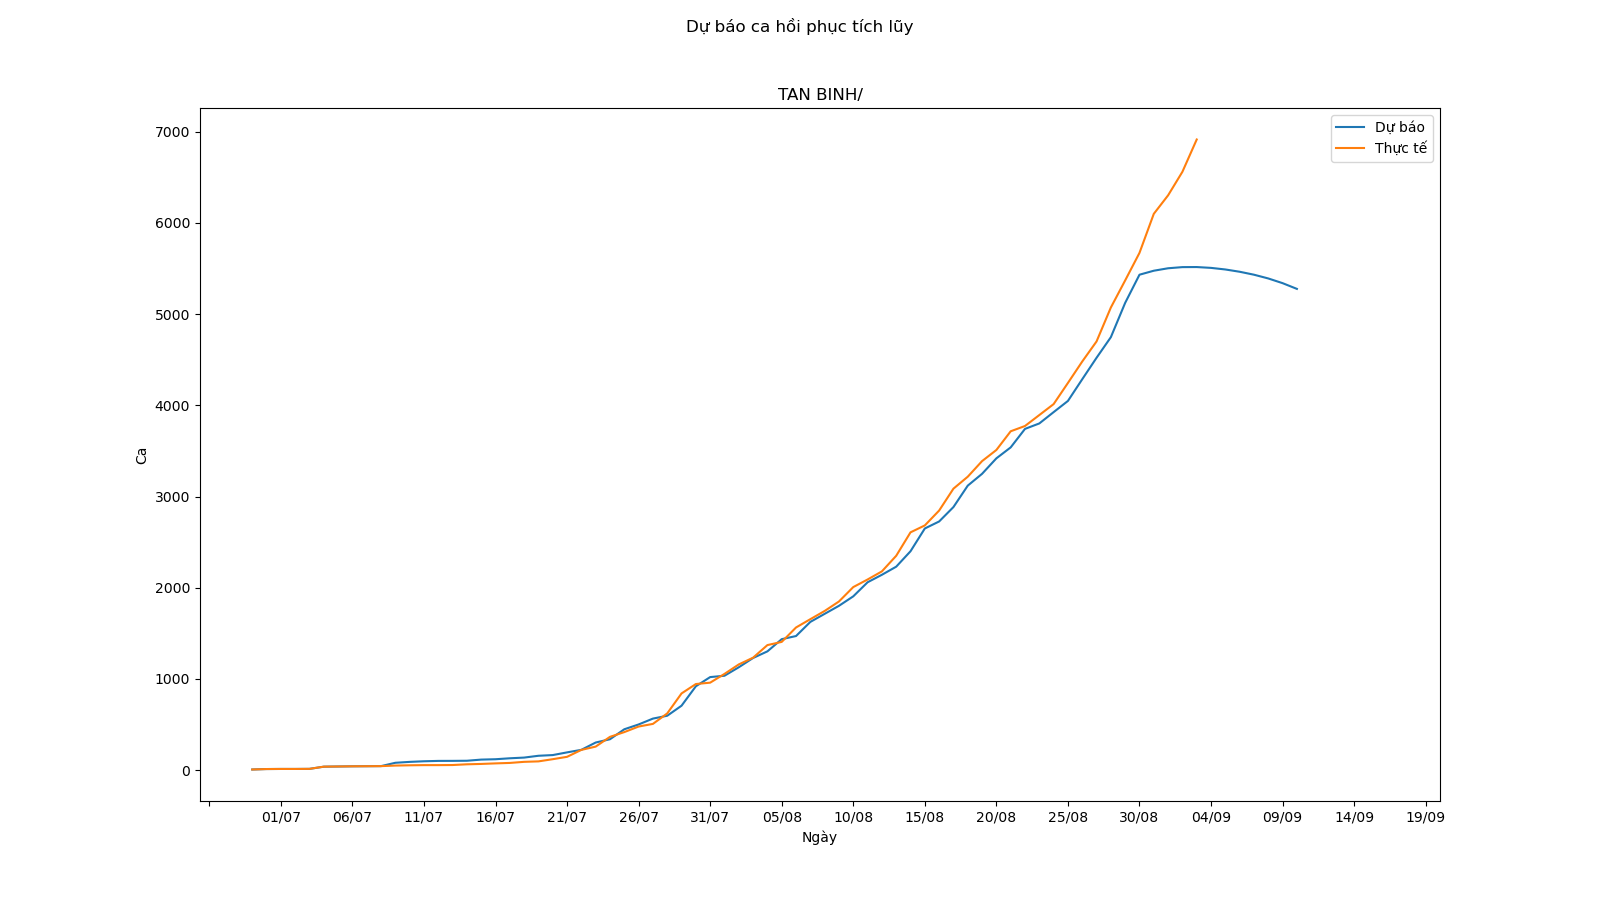 Dự báo ca hồi phục tích lũy
TAN BINH/
Dự báo
Thực tế
7000
6000
5000
4000
3000
2000
1000
0
Ca
01/07 06/07 11/07 16/07 21/07 26/07 31/07 05/08 10/08 15/08 20/08 25/08 30/08 04/09 09/09 14/09 19/09
Ngày